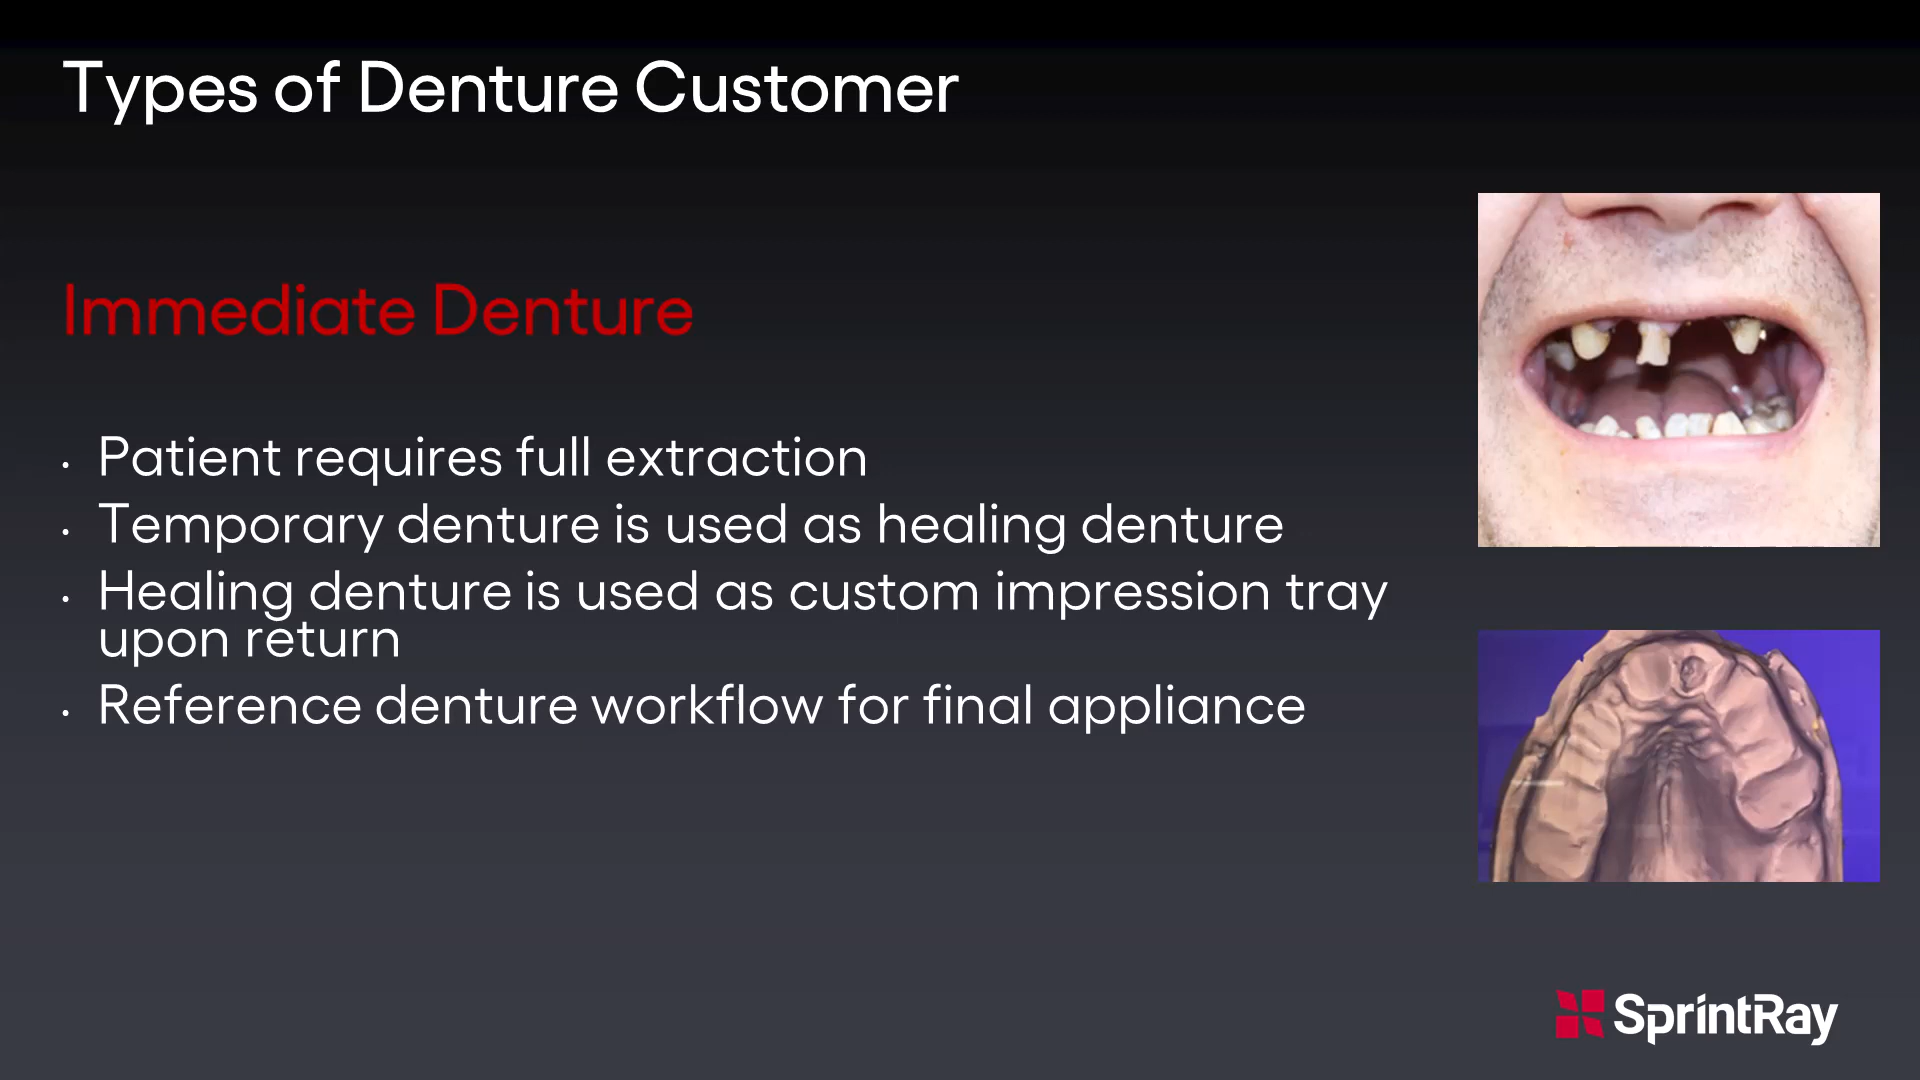 Types of Denture Customer
Immediate Denture
· Patient requires full extraction
· Temporary denture is used as healing denture
· Healing denture is used as custom impression tray
upon return
· Reference denture workflow for final appliance
SprintRay